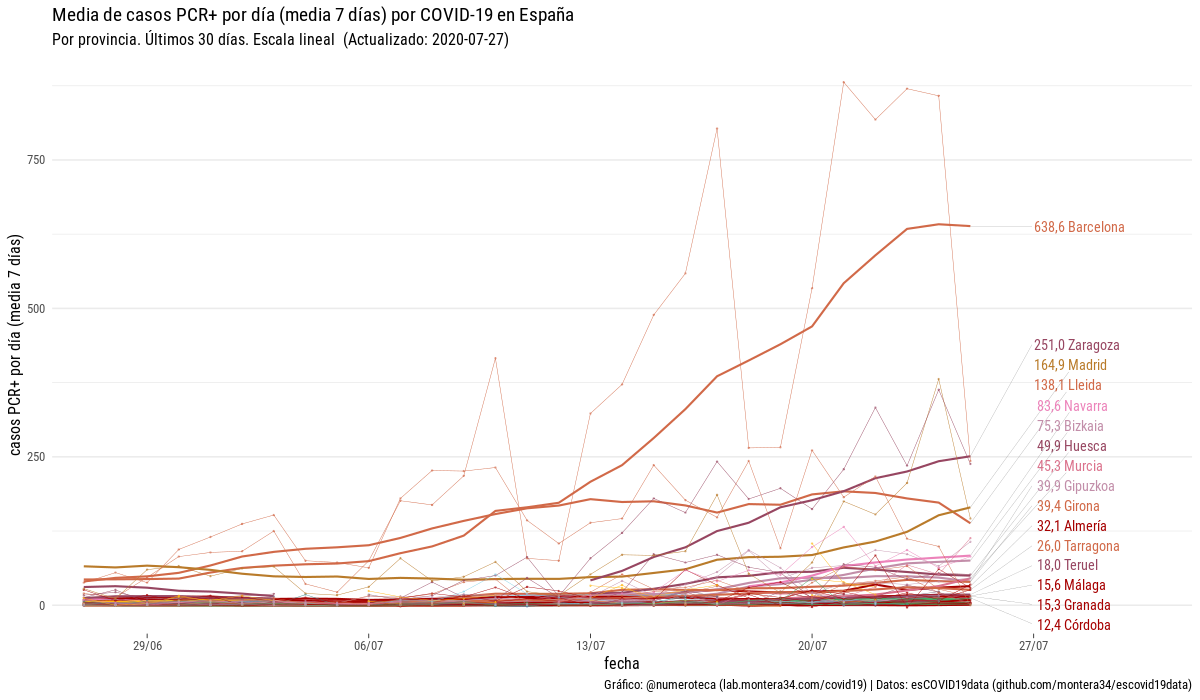 Media de casos PCR+ por día (media 7 días) por COVID-19 en España
Por provincia. Últimos 30 días. Escala lineal  (Actualizado: 2020-07-27)
casos PCR+ por día (media 7 días)
750
500
250
0
638,6 Barcelona
251,0 Zaragoza
164,9 Madrid
138,1 Lleida
83,6 Navarra
75,3 Bizkaia
49,9 Huesca
45,3 Murcia
39,9 Gipuzkoa
39,4 Girona
32,1 Almería
26,0 Tarragona
18,0 Teruel
15,6 Málaga
15,3 Granada
12,4 Córdoba
29/06
06/07
13/07
20/07
27/07
fecha
Gráfico: @numeroteca (lab.montera34.com/covid19) | Datos: esCOVID19data (github.com/montera34/escovid19data)